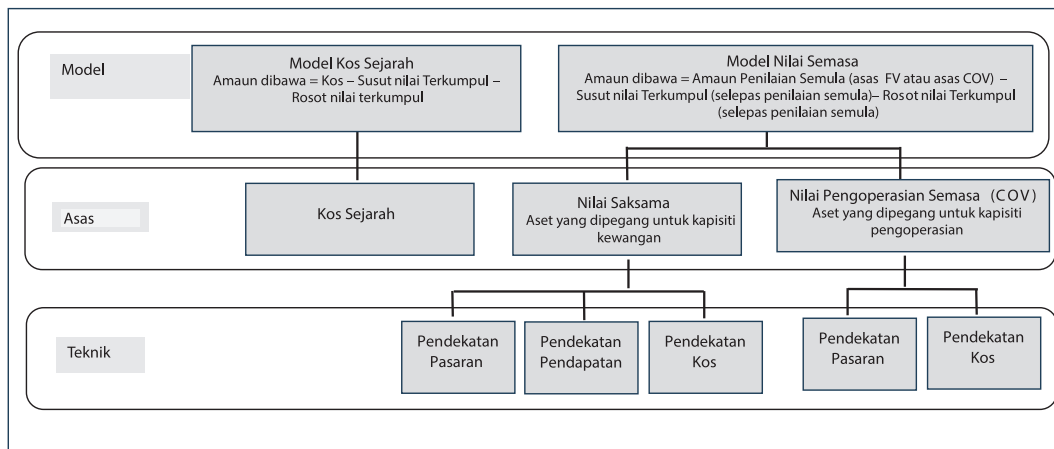 Model
Model Kos Sejarah
Amaun dibawa = Kos – Susut nilai Terkumpul –
Rosot nilai terkumpul
Model Nilai Semasa
Amaun dibawa = Amaun Penilaian Semula (asas FV atau asas COV) –
Susut nilai Terkumpul (selepas penilaian semula)– Rosot nilai Terkumpul
(selepas penilaian semula)
Asas
Kos Sejarah
Nilai Saksama
Aset yang dipegang untuk kapisiti
kewangan
Nilai Pengoperasian Semasa (COV)
Aset yang dipegang untuk kapisiti
pengoperasian
Teknik
Pendekatan
Pasaran
Pendekatan
Pendapatan
Pendekatan
Kos
Pendekatan
Pasaran
Pendekatan
Kos